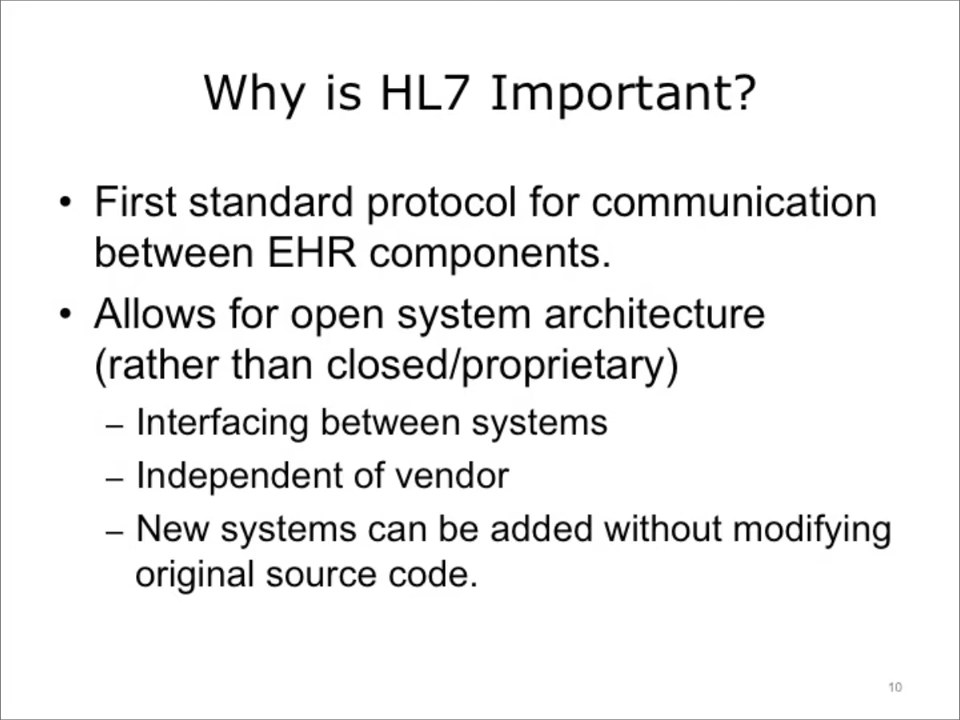 Why is HL7 Important?
• First standard protocol for communication
between EHR components.
• Allows for open system architecture
(rather than closed/proprietary)
– Interfacing between systems
– Independent of vendor
– New systems can be added without modifying
original source code.
10